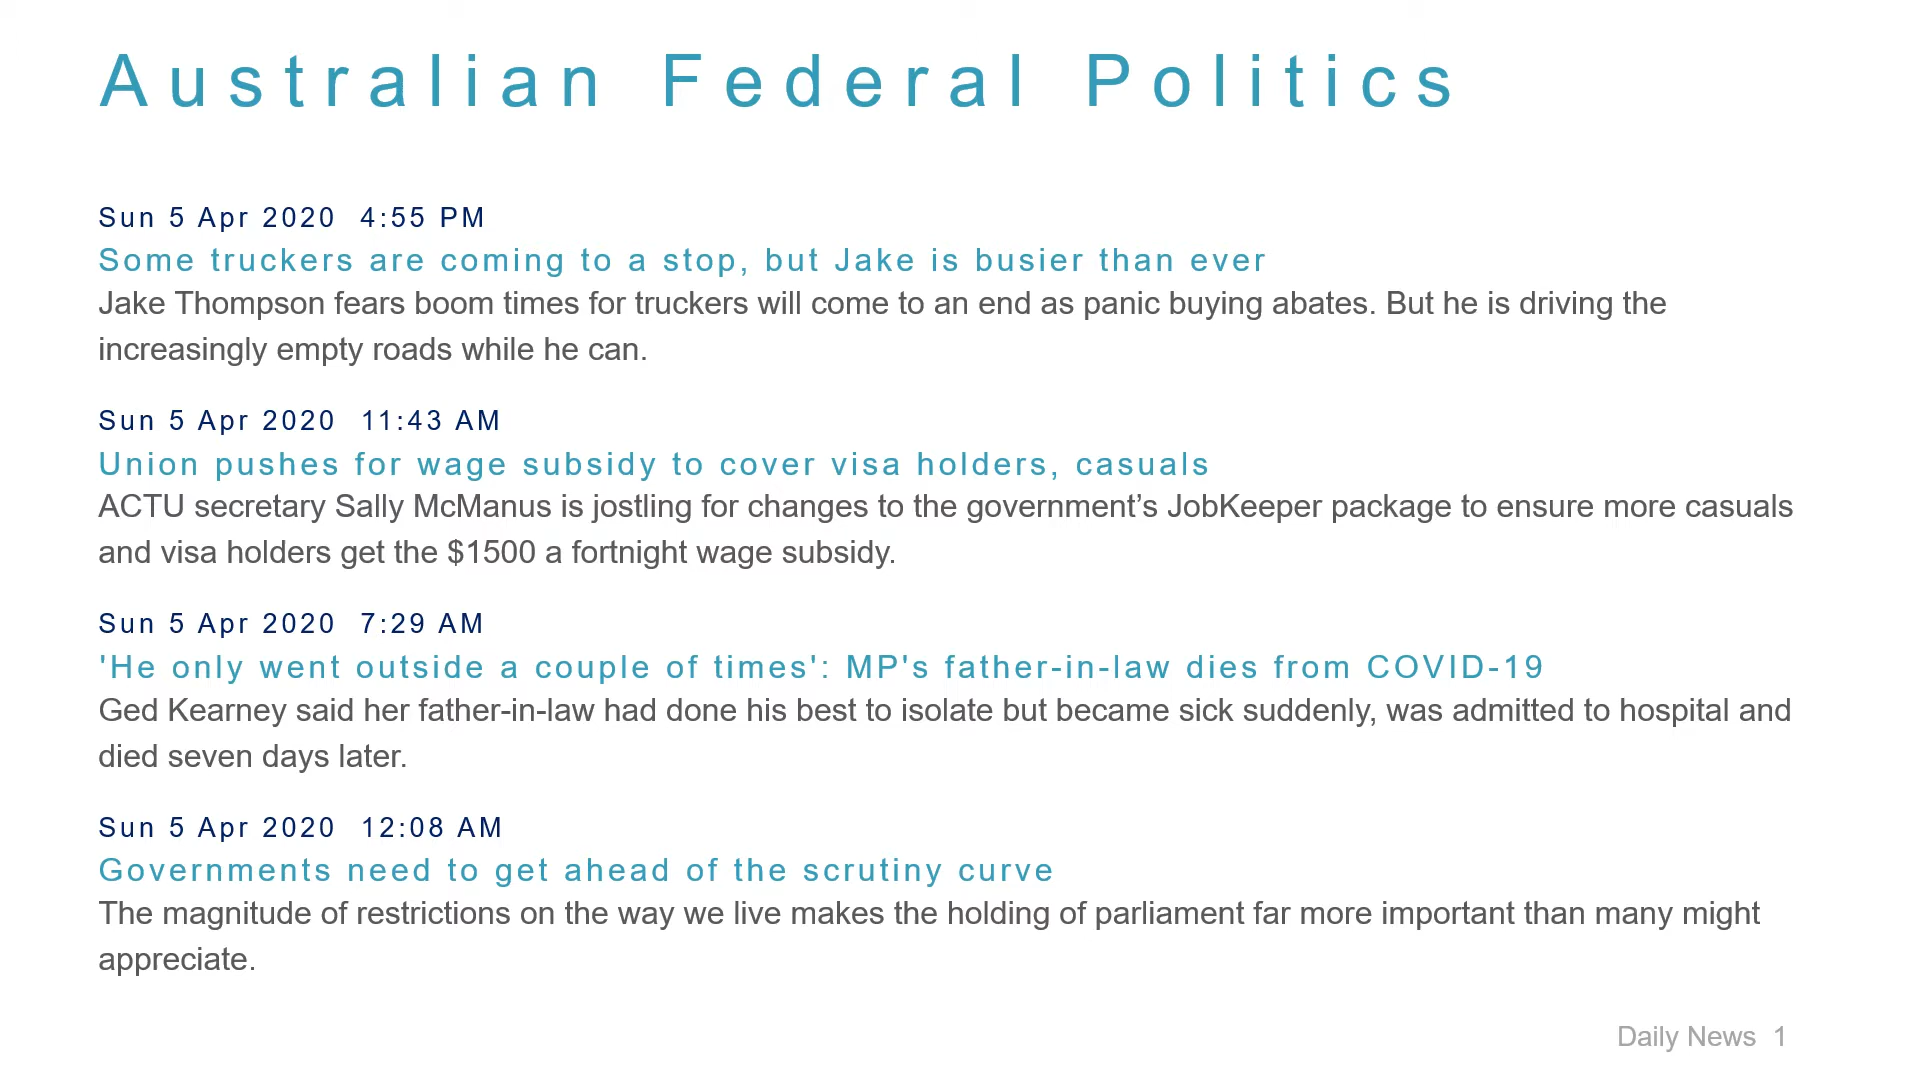 Australian Federal Politics
Sun 5 Apr 2020  4:55 PM
Some truckers are coming to a stop, but Jake is busier than ever
Jake Thompson fears boom times for truckers will come to an end as panic buying abates. But he is driving the
increasingly empty roads while he can.
Sun 5 Apr 2020  11:43 AM
Union pushes for wage subsidy to cover visa holders, casuals
ACTU secretary Sally McManus is jostling for changes to the government’s JobKeeper package to ensure more casuals
and visa holders get the $1500 a fortnight wage subsidy.
Sun 5 Apr 2020  7:29 AM
'He only went outside a couple of times': MP's father-in-law dies from COVID-19
Ged Kearney said her father-in-law had done his best to isolate but became sick suddenly, was admitted to hospital and
died seven days later.
Sun 5 Apr 2020  12:08 AM
Governments need to get ahead of the scrutiny curve
The magnitude of restrictions on the way we live makes the holding of parliament far more important than many might
appreciate.
Daily News  1